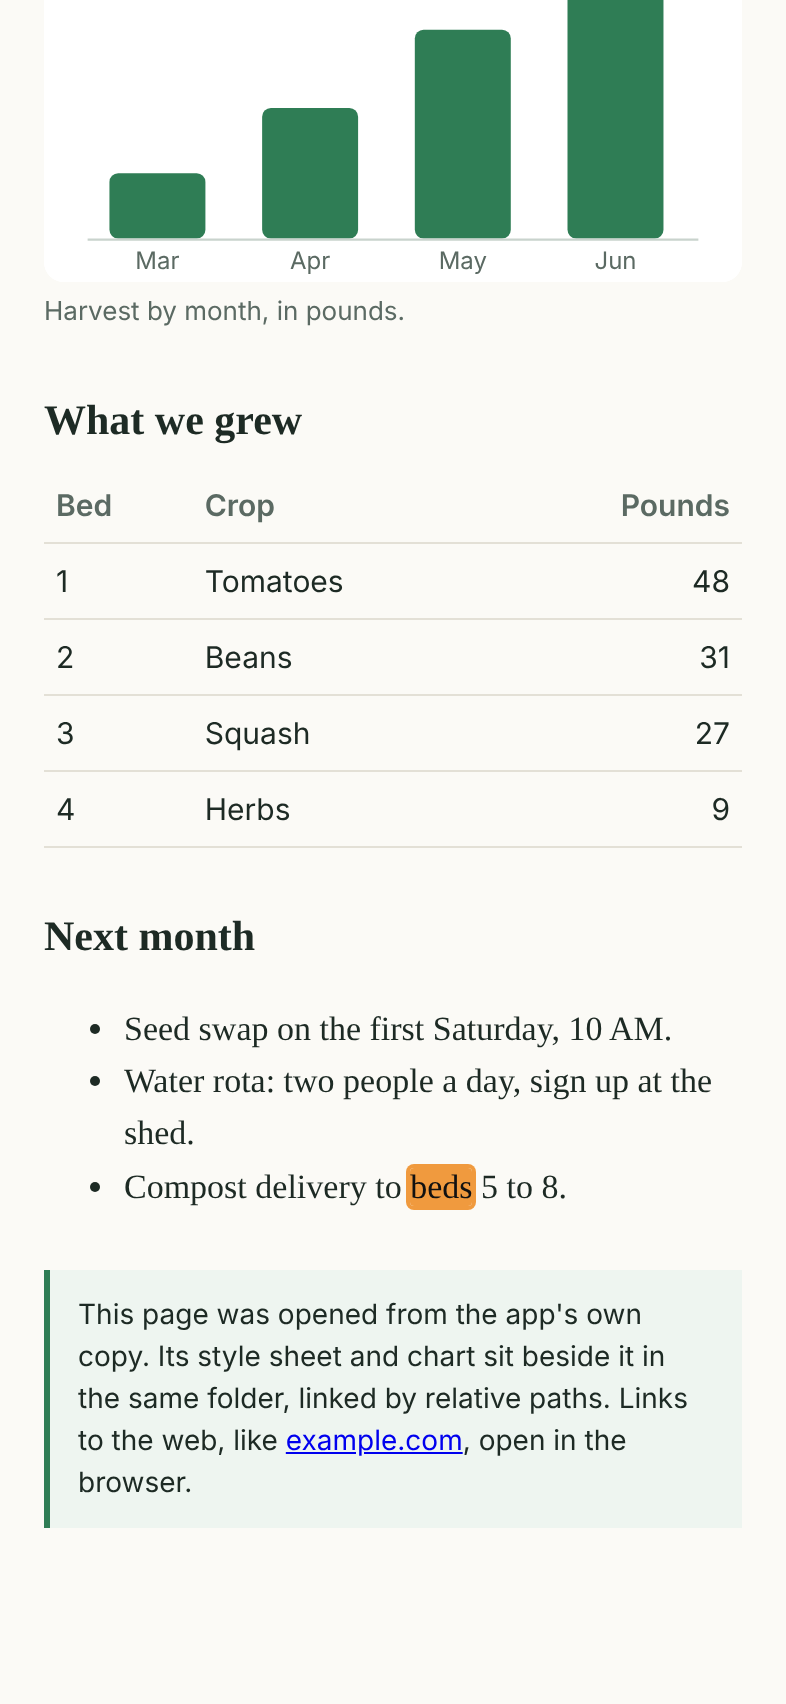 Mar Apr May Jun
Harvest by month, in pounds.
What we grew
Bed Crop Pounds
1 Tomatoes 48
2 Beans 31
3 Squash 27
4 Herbs 9
Next month
• Seed swap on the first Saturday, 10 AM.
• Water rota: two people a day, sign up at the
shed.
• Compost delivery to beds 5 to 8.
This page was opened from the app's own
copy. Its style sheet and chart sit beside it in
the same folder, linked by relative paths. Links
to the web, like example.com, open in the
browser.